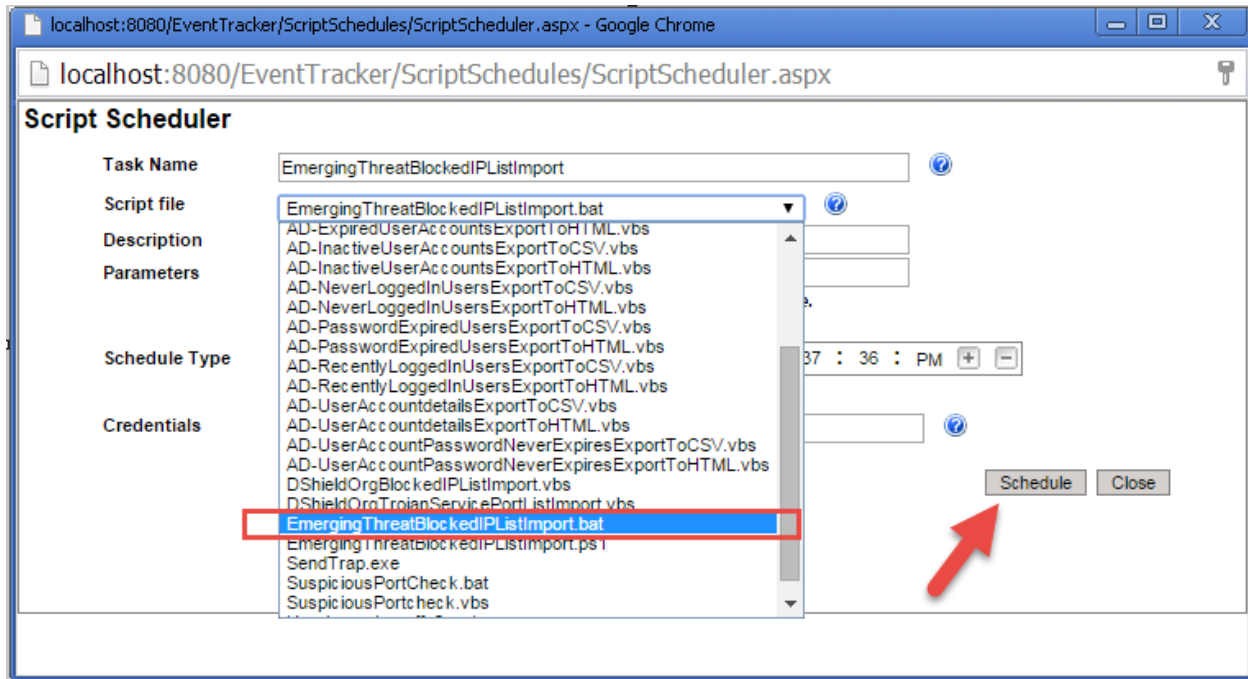 localhost:8080/EventTracker/ScriptSchedules/ScriptScheduler.aspx - Google Chrome
localhost:8080/EventTracker/ScriptSchedules/ScriptScheduler.aspx
Script Scheduler
Task Name EmergingThreatBlockedIPListImport
Script file EmergingThreatBlockedIPListImport.bat
AD-ExpiredUserAccountsExportToHTML.vbs
Description
AD-InactiveUserAccountsExportToCSV.vbs
AD-InactiveUserAccountsExportToHTML.vbs
Parameters
AD-NeverLoggedInUsersExportToCSV.vbs
AD-NeverLoggedInUsersExportToHTML.vbs
AD-PasswordExpiredUsersExportToCSV.vbs
AD-PasswordExpiredUsersExportToHTML.vbs
Schedule Type 37 : 36 : PM
AD-RecentlyLoggedInUsersExportToCSV.vbs
AD-RecentlyLoggedInUsersExportToHTML.vbs
AD-UserAccountdetailsExportToCSV.vbs
AD-UserAccountdetailsExportToHTML.vbs
Credentials
AD-UserAccountPasswordNeverExpiresExportToCSV.vbs
AD-UserAccountPasswordNeverExpiresExportToHTML.vbs
DShieldOrgBlockedIPListImport.vbs
Schedule Close
DShieldOrgTrojanServicePortListImport.vbs
EmergingThreatBlockedIPListImport.bat
EmergingThreatBlockedIPListImport.ps1
SendTrap.exe
SuspiciousPortCheck.bat
SuspiciousPortcheck.vbs